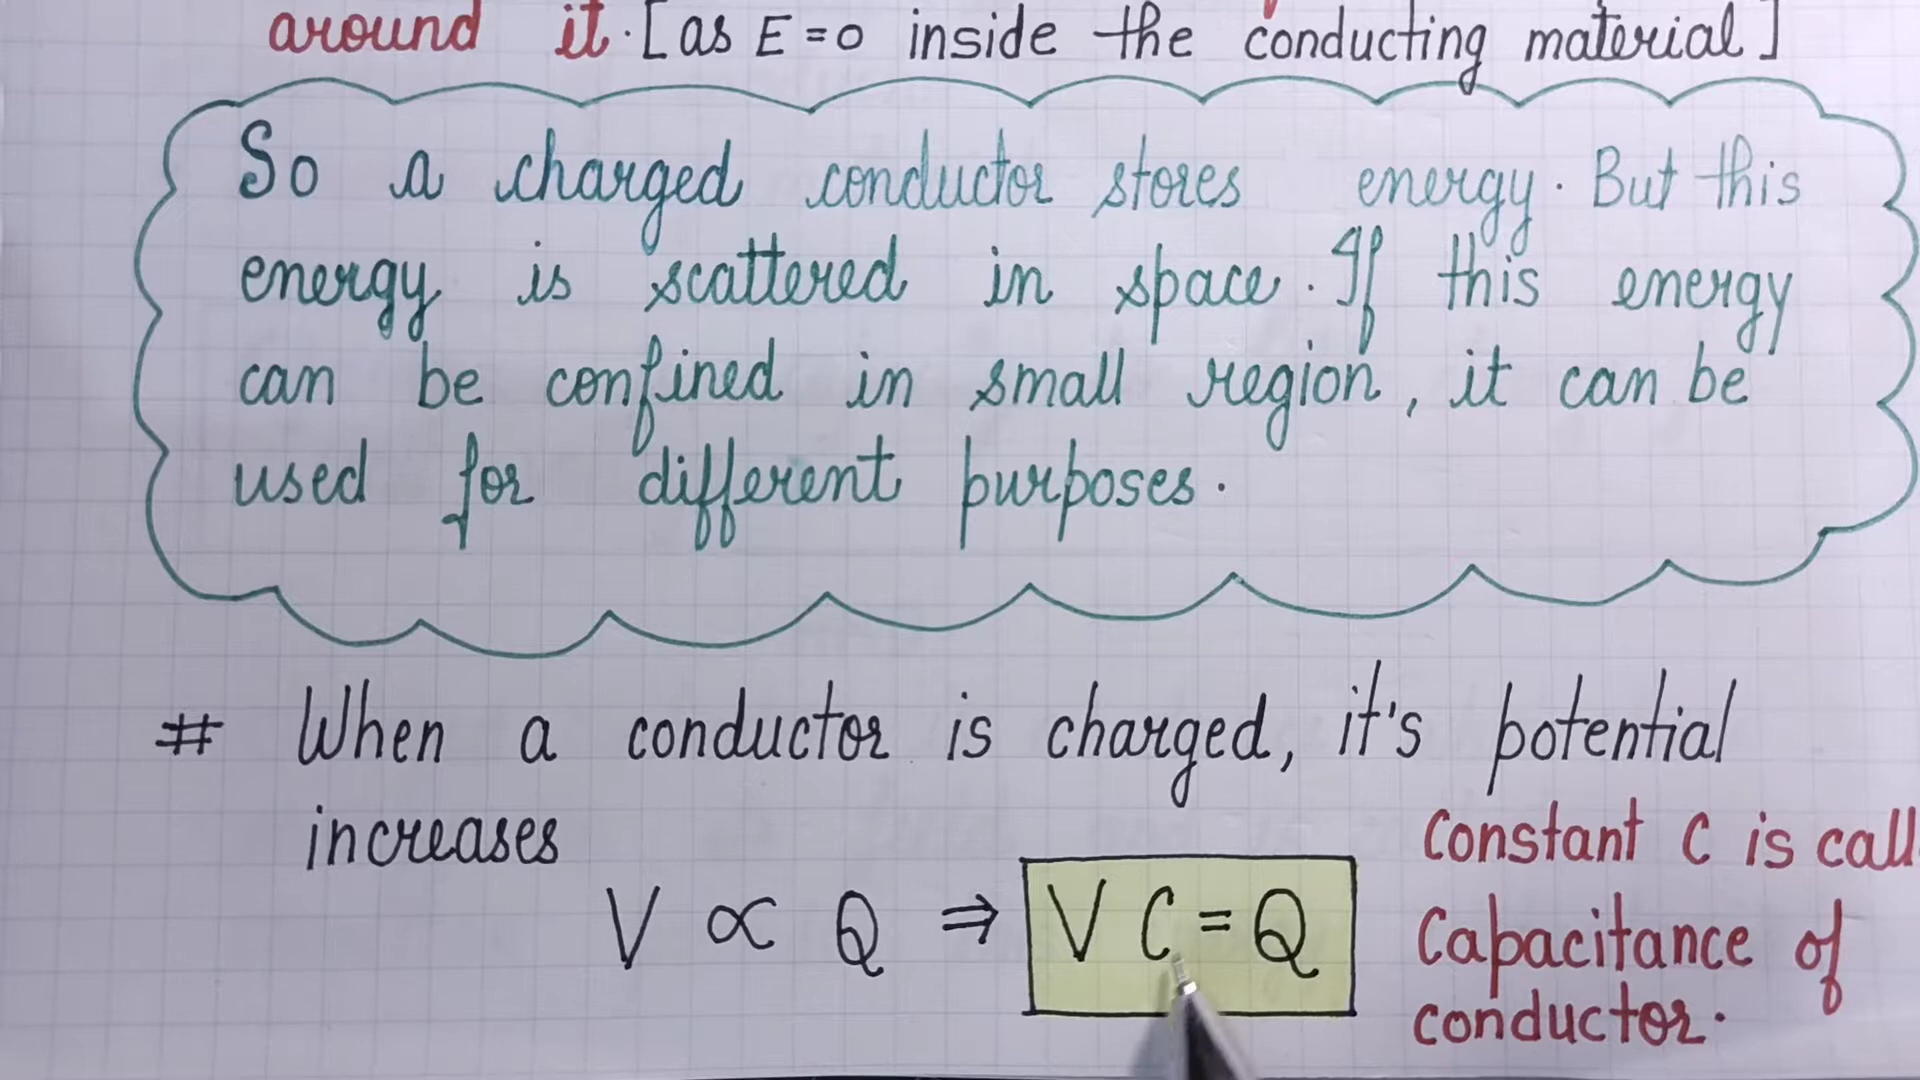 around it. [as E = 0 inside the conducting material]
So a charged conductor stores energy. But this
energy is scattered in space. If this energy
can be confined in small region, it can be
used for different purposes.
# When a conductor is charged, it's potential
increases
V ∝ Q ⇒ V C = Q
Constant C is call
Capacitance of
conductor.